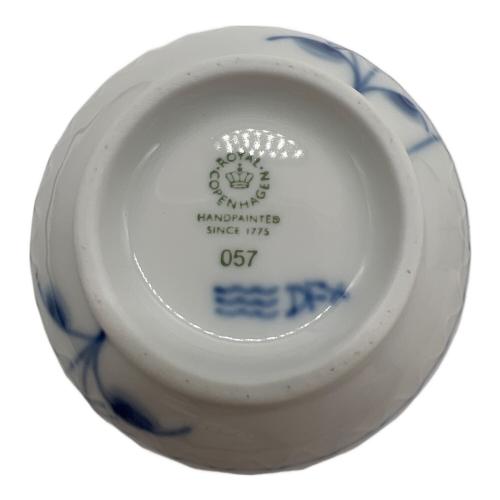 ROYAL
COPENHAGEN
HANDPAINTED
SINCE 1775
057